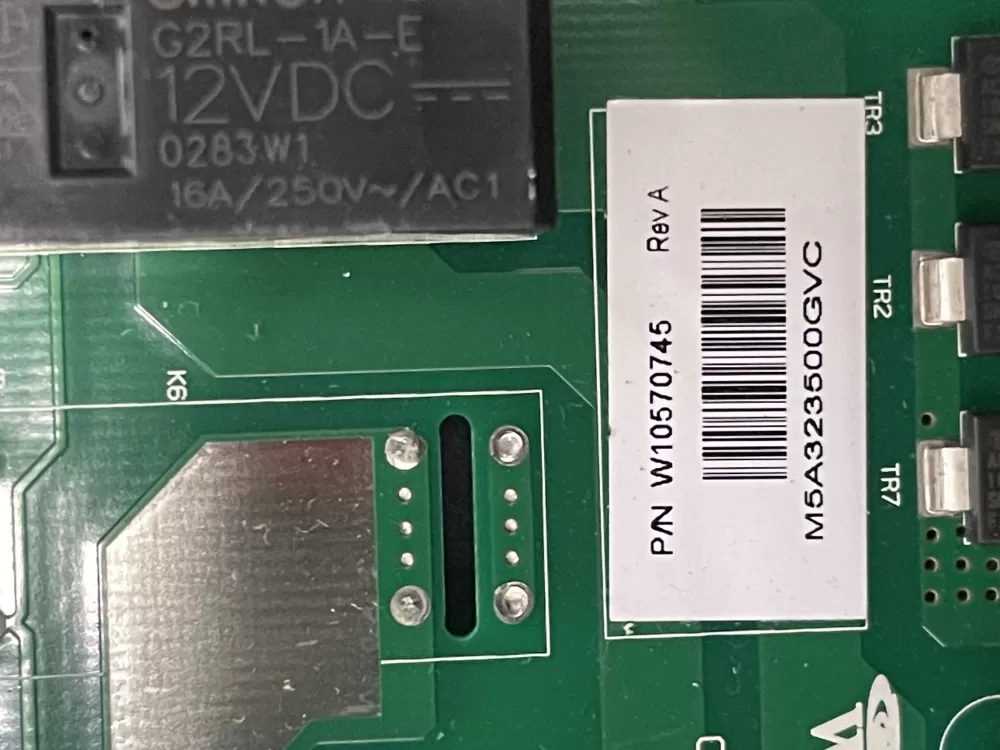 G2RL-1A-E
12VDC
0283W1
16A/250V~/AC1
K6
P/N W10570745 Rev A
M5A323500GVC
TR3
TR2
TR7